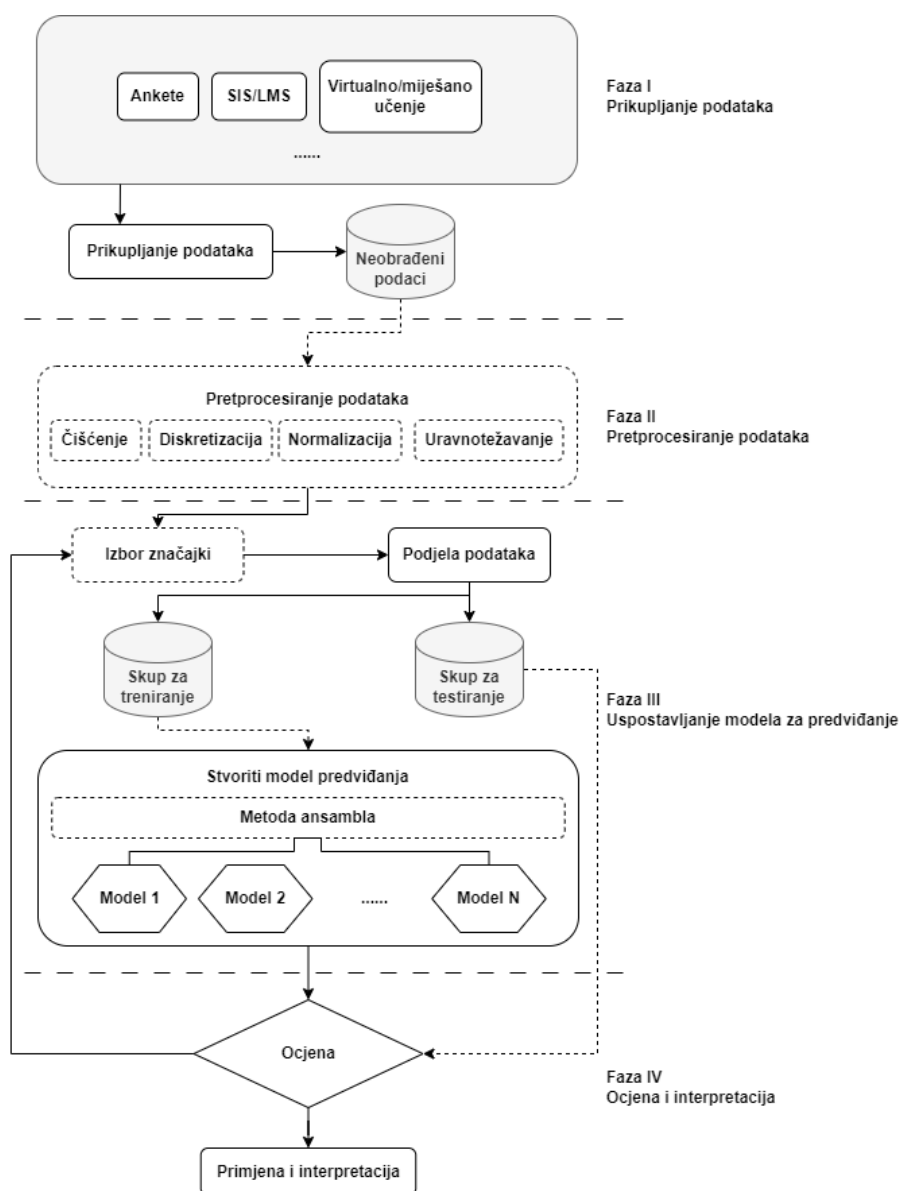 Ankete
SIS/LMS
Virtualno/miješano
učenje
......
Faza I
Prikupljanje podataka
Prikupljanje podataka
Neobrađeni
podaci
Pretprocesiranje podataka
Čišćenje
Diskretizacija
Normalizacija
Uravnotežavanje
Faza II
Pretprocesiranje podataka
Izbor značajki
Podjela podataka
Skup za
treniranje
Skup za
testiranje
Faza III
Uspostavljanje modela za predviđanje
Stvoriti model predviđanja
Metoda ansambla
Model 1
Model 2
......
Model N
Ocjena
Faza IV
Ocjena i interpretacija
Primjena i interpretacija